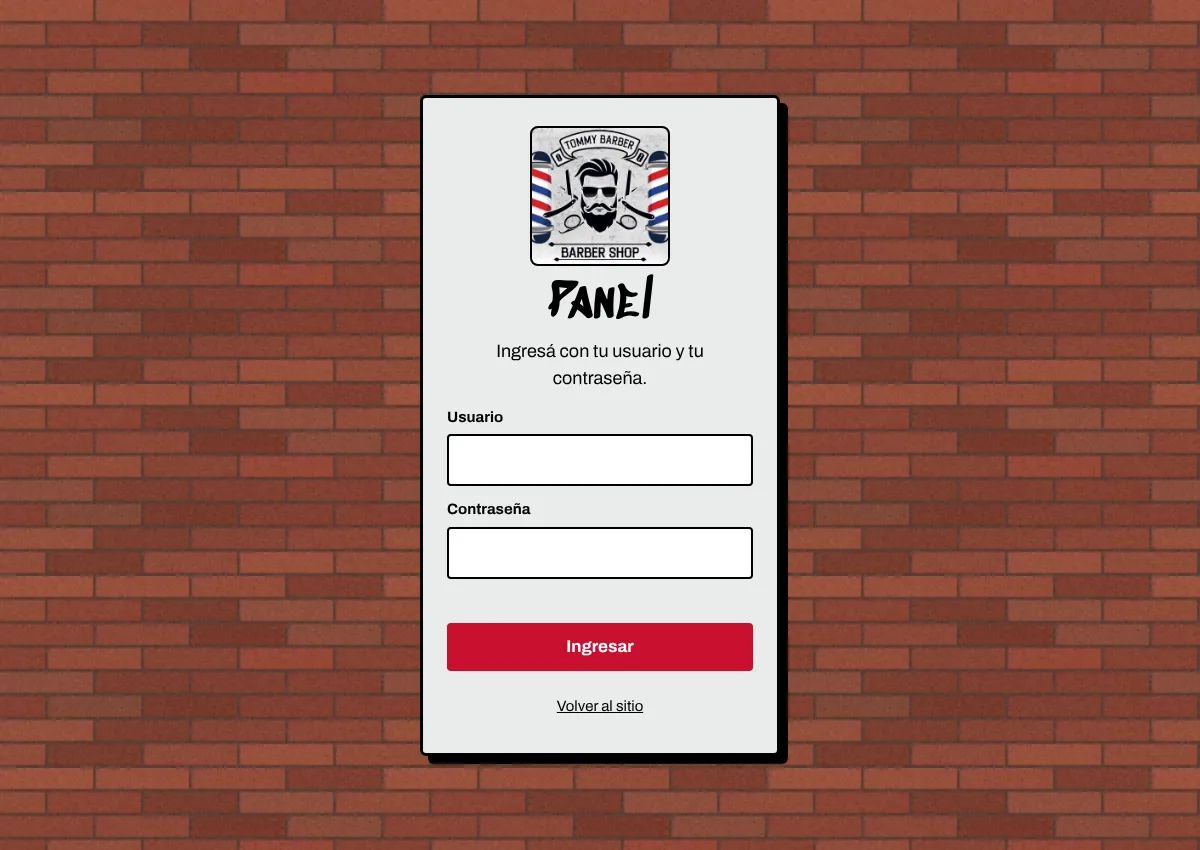 TOMMY BARBER
BARBER SHOP
PANEl
Ingresá con tu usuario y tu
contraseña.
Usuario
Contraseña
Ingresar
Volver al sitio